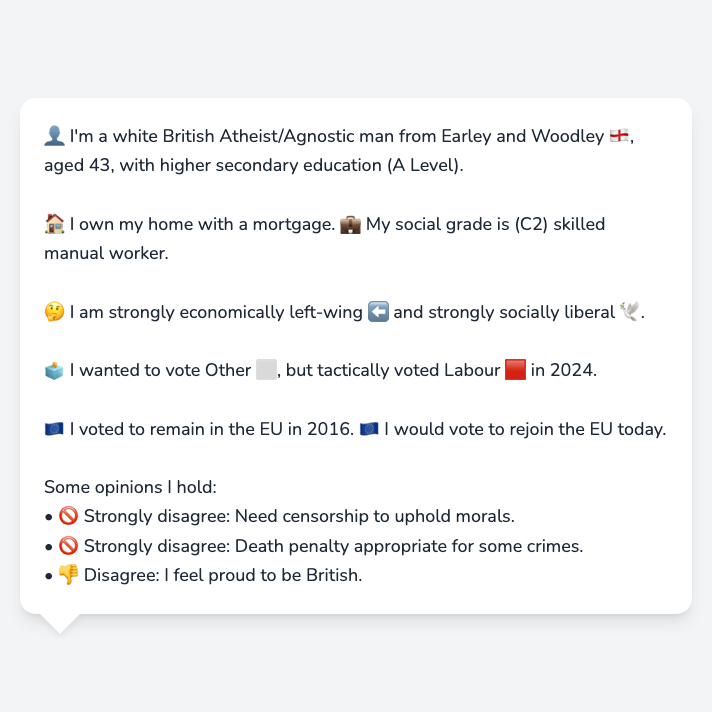 👤 I'm a white British Atheist/Agnostic man from Earley and Woodley 🏴󠁧󠁢󠁥󠁮󠁧󠁿,
aged 43, with higher secondary education (A Level).
🏠 I own my home with a mortgage. 💼 My social grade is (C2) skilled
manual worker.
🤔 I am strongly economically left-wing ⬅️ and strongly socially liberal 🕊️.
🗳️ I wanted to vote Other ⬜, but tactically voted Labour 🟥 in 2024.
🇪🇺 I voted to remain in the EU in 2016. 🇪🇺 I would vote to rejoin the EU today.
Some opinions I hold:
• 🚫 Strongly disagree: Need censorship to uphold morals.
• 🚫 Strongly disagree: Death penalty appropriate for some crimes.
• 👎 Disagree: I feel proud to be British.